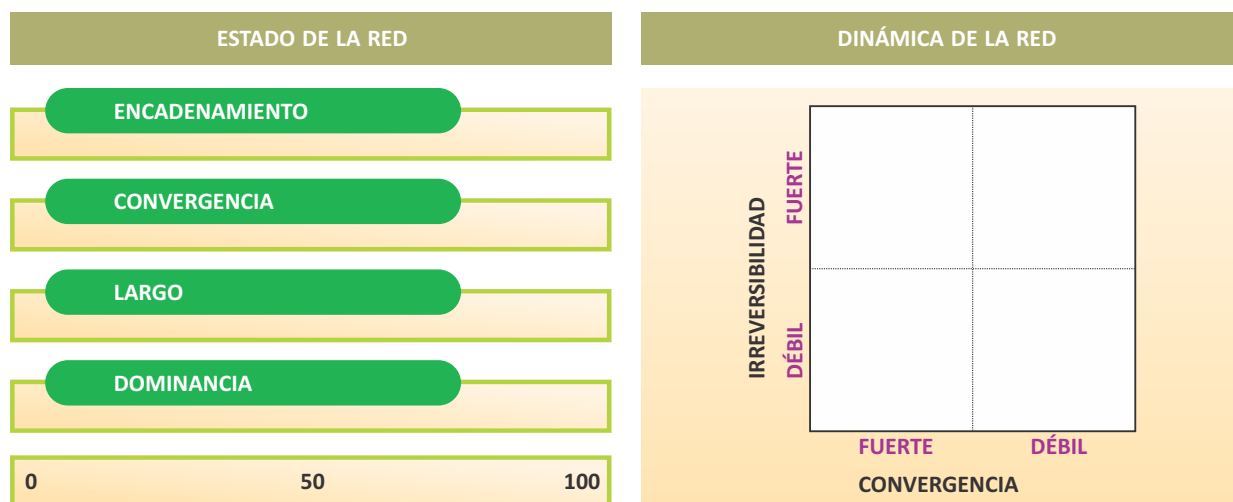 ESTADO DE LA RED
ENCADENAMIENTO
CONVERGENCIA
LARGO
DOMINANCIA
0 50 100
DINÁMICA DE LA RED
IRREVERSIBILIDAD
FUERTE
DÉBIL
FUERTE DÉBIL
CONVERGENCIA